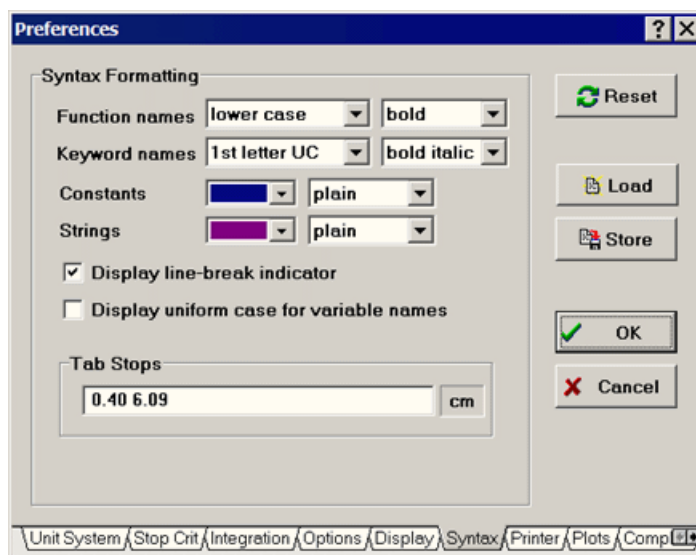 Preferences
Syntax Formatting
Function names lower case bold
Keyword names 1st letter UC bold italic
Constants plain
Strings plain
Display line-break indicator
Display uniform case for variable names
Tab Stops
0.40 6.09 cm
Reset
Load
Store
OK
Cancel
Unit System Stop Crit Integration Options Display Syntax Printer Plots Comp